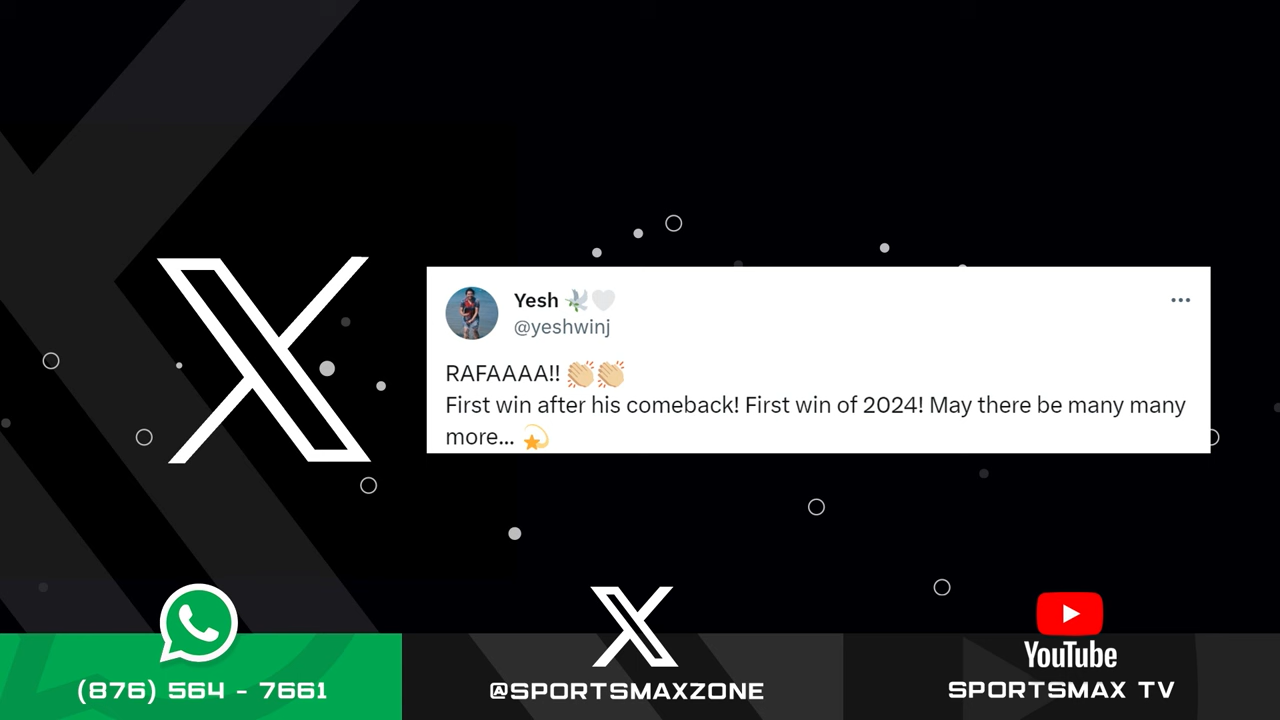 Yesh 🕊️🤍
@yeshwinj
RAFAAAA!! 👏🏼👏🏼
First win after his comeback! First win of 2024! May there be many many
more... 💫
(876) 564 - 7661
@SPORTSMAXZONE
YouTube
SPORTSMAX TV